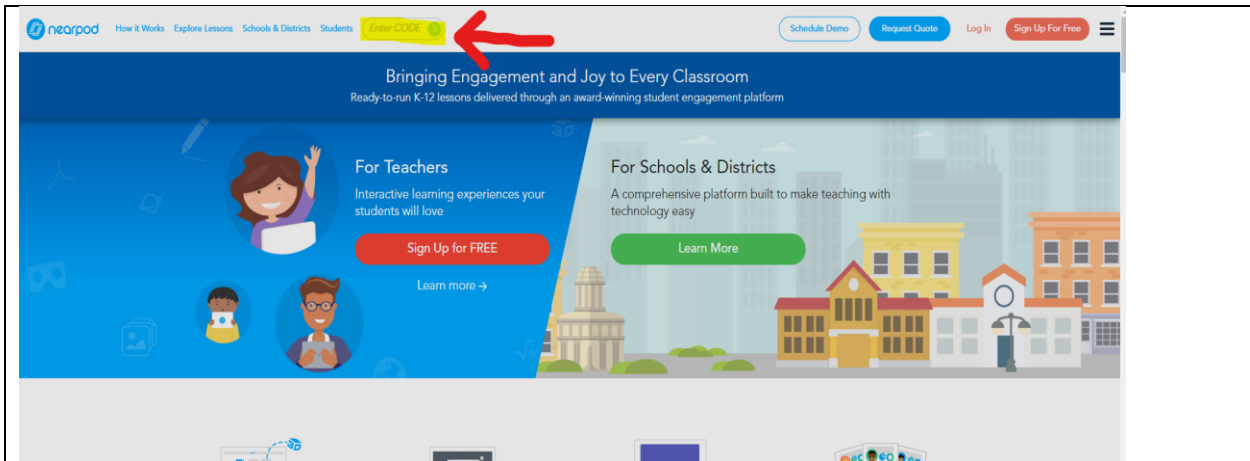 nearpod How it Works Explore Lessons Schools & Districts Students Enter CODE Schedule Demo Request Quote Log In Sign Up For Free
Bringing Engagement and Joy to Every Classroom
Ready-to-run K-12 lessons delivered through an award-winning student engagement platform
For Teachers
Interactive learning experiences your
students will love
Sign Up for FREE
Learn more →
For Schools & Districts
A comprehensive platform built to make teaching with
technology easy
Learn More